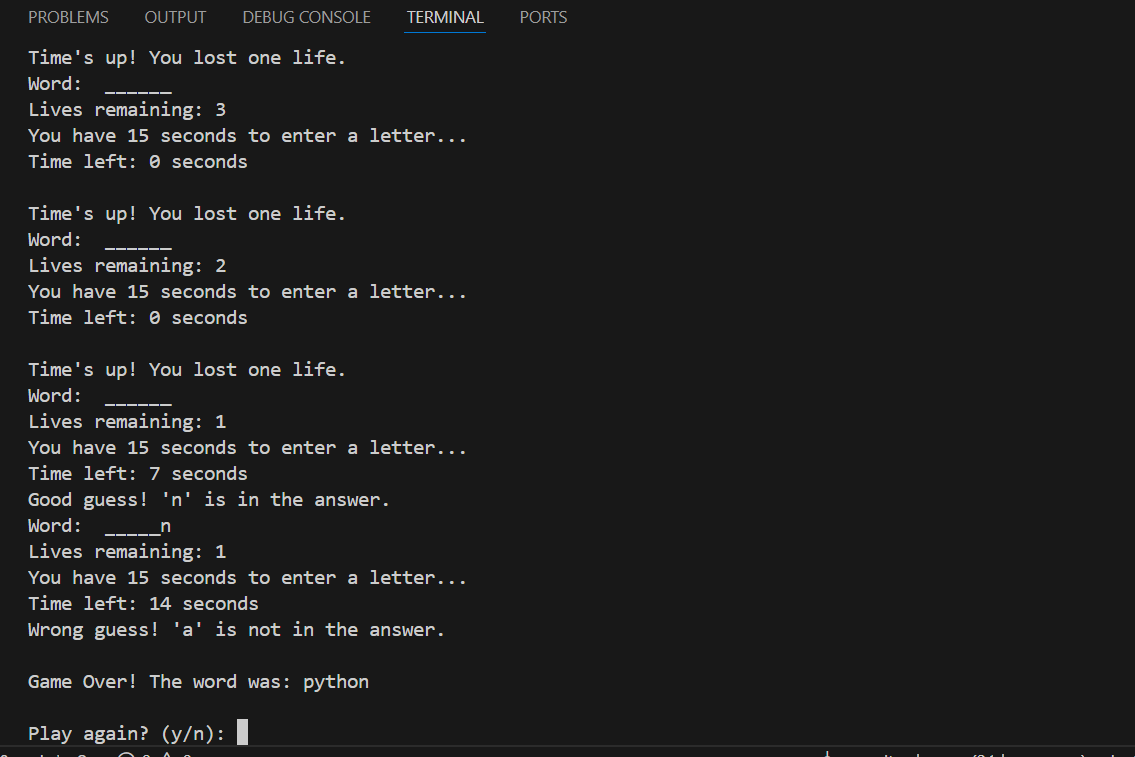 PROBLEMS OUTPUT DEBUG CONSOLE TERMINAL PORTS
Time's up! You lost one life.
Word:  ______
Lives remaining: 3
You have 15 seconds to enter a letter...
Time left: 0 seconds
Time's up! You lost one life.
Word:  ______
Lives remaining: 2
You have 15 seconds to enter a letter...
Time left: 0 seconds
Time's up! You lost one life.
Word:  ______
Lives remaining: 1
You have 15 seconds to enter a letter...
Time left: 7 seconds
Good guess! 'n' is in the answer.
Word:  _____n
Lives remaining: 1
You have 15 seconds to enter a letter...
Time left: 14 seconds
Wrong guess! 'a' is not in the answer.
Game Over! The word was: python
Play again? (y/n):